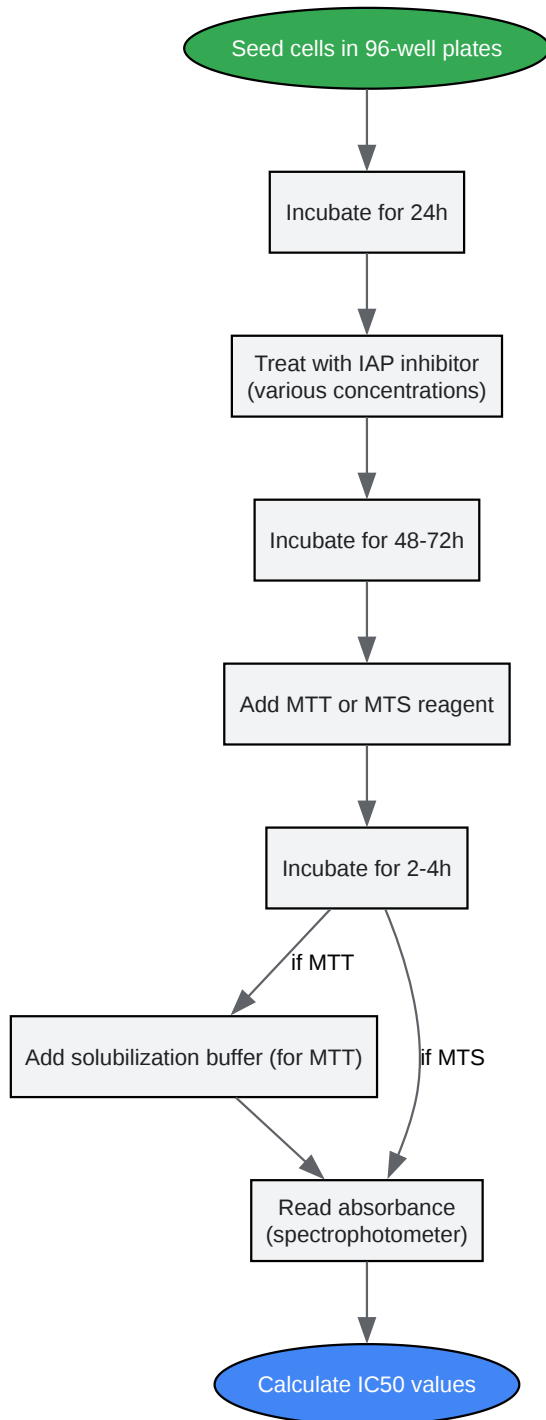 Seed cells in 96-well plates
Incubate for 24h
Treat with IAP inhibitor
(various concentrations)
Incubate for 48-72h
Add MTT or MTS reagent
Incubate for 2-4h
if MTT
Add solubilization buffer (for MTT)
if MTS
Read absorbance
(spectrophotometer)
Calculate IC50 values